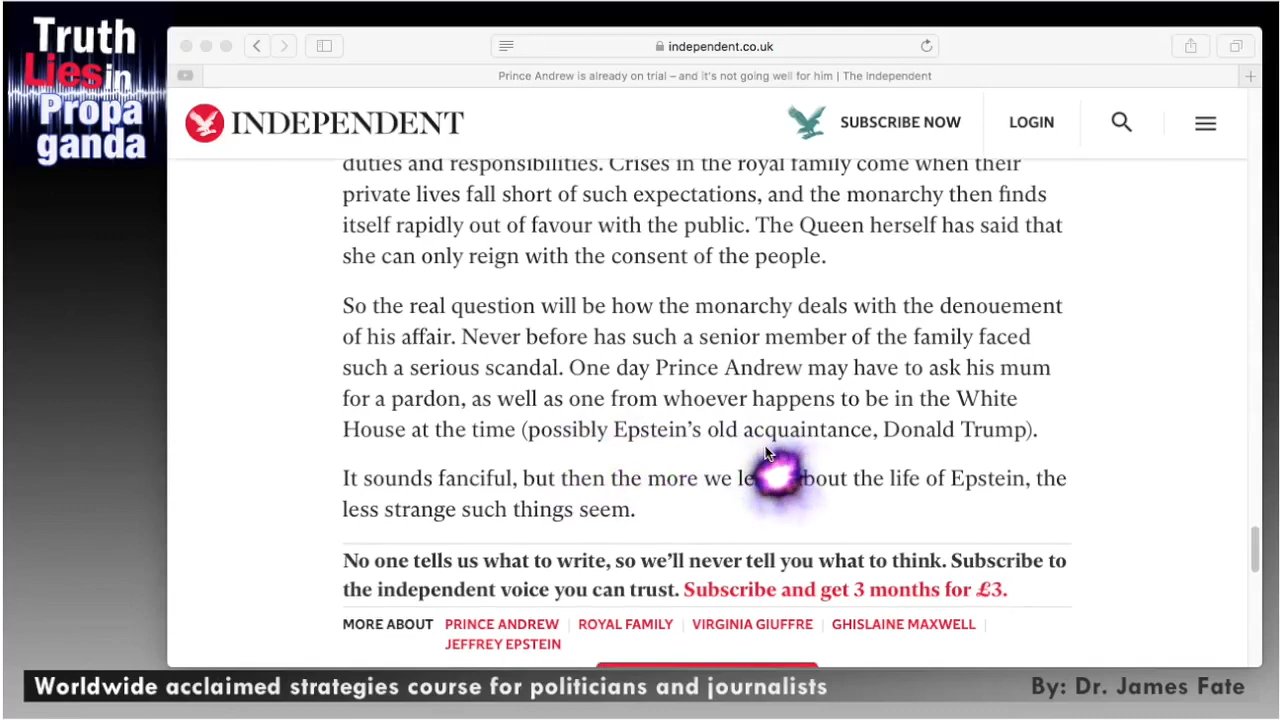 Truth
Lies in
Propa
ganda
independent.co.uk
Prince Andrew is already on trial – and it's not going well for him | The Independent
INDEPENDENT
SUBSCRIBE NOW
LOGIN
duties and responsibilities. Crises in the royal family come when their
private lives fall short of such expectations, and the monarchy then finds
itself rapidly out of favour with the public. The Queen herself has said that
she can only reign with the consent of the people.
So the real question will be how the monarchy deals with the denouement
of his affair. Never before has such a senior member of the family faced
such a serious scandal. One day Prince Andrew may have to ask his mum
for a pardon, as well as one from whoever happens to be in the White
House at the time (possibly Epstein's old acquaintance, Donald Trump).
It sounds fanciful, but then the more we about the life of Epstein, the
less strange such things seem.
No one tells us what to write, so we'll never tell you what to think. Subscribe to
the independent voice you can trust. Subscribe and get 3 months for £3.
MORE ABOUT PRINCE ANDREW | ROYAL FAMILY | VIRGINIA GIUFFRE | GHISLAINE MAXWELL |
JEFFREY EPSTEIN
Worldwide acclaimed strategies course for politicians and journalists
By: Dr. James Fate